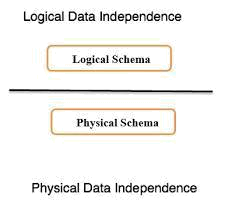 Logical Data Independence
Logical Schema
Physical Schema
Physical Data Independence